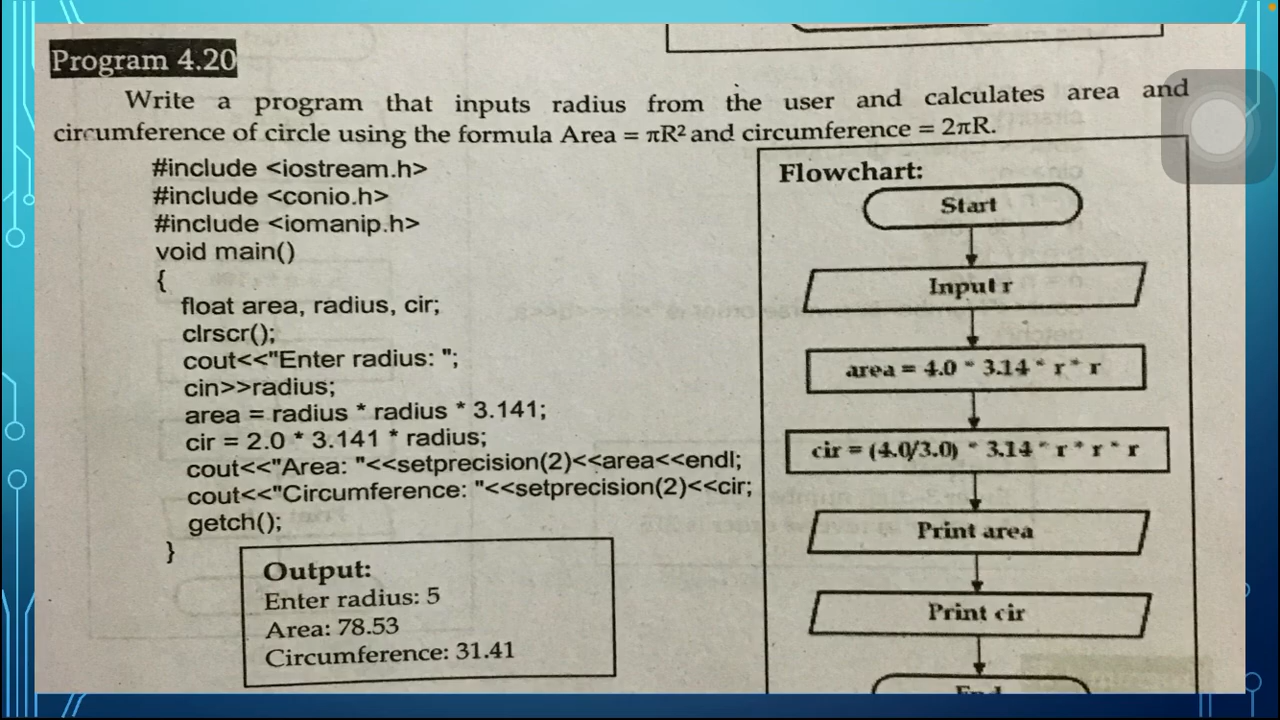 Program 4.20
Write a program that inputs radius from the user and calculates area and
circumference of circle using the formula Area = πR² and circumference = 2πR.
#include <iostream.h>
#include <conio.h>
#include <iomanip.h>
void main()
{
float area, radius, cir;
clrscr();
cout<<"Enter radius: ";
cin>>radius;
area = radius * radius * 3.141;
cir = 2.0 * 3.141 * radius;
cout<<"Area: "<<setprecision(2)<<area<<endl;
cout<<"Circumference: "<<setprecision(2)<<cir;
getch();
}
Output:
Enter radius: 5
Area: 78.53
Circumference: 31.41
Flowchart:
Start
Input r
area = 4.0 * 3.14 * r * r
cir = (4.0/3.0) * 3.14 * r * r * r
Print area
Print cir
End